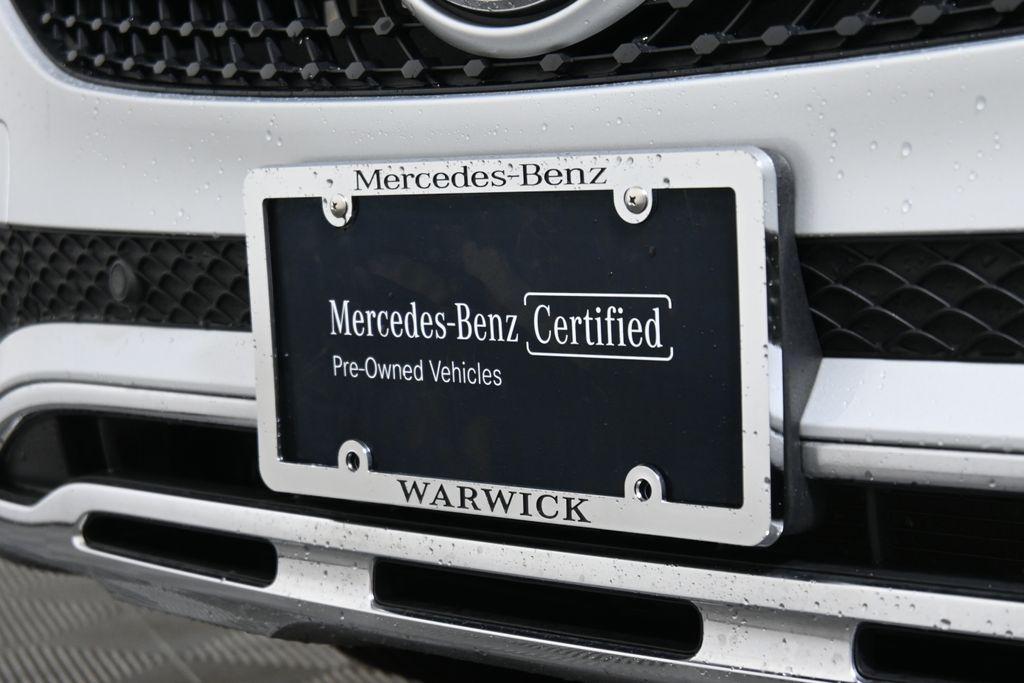 Mercedes-Benz
Mercedes-Benz Certified
Pre-Owned Vehicles
WARWICK